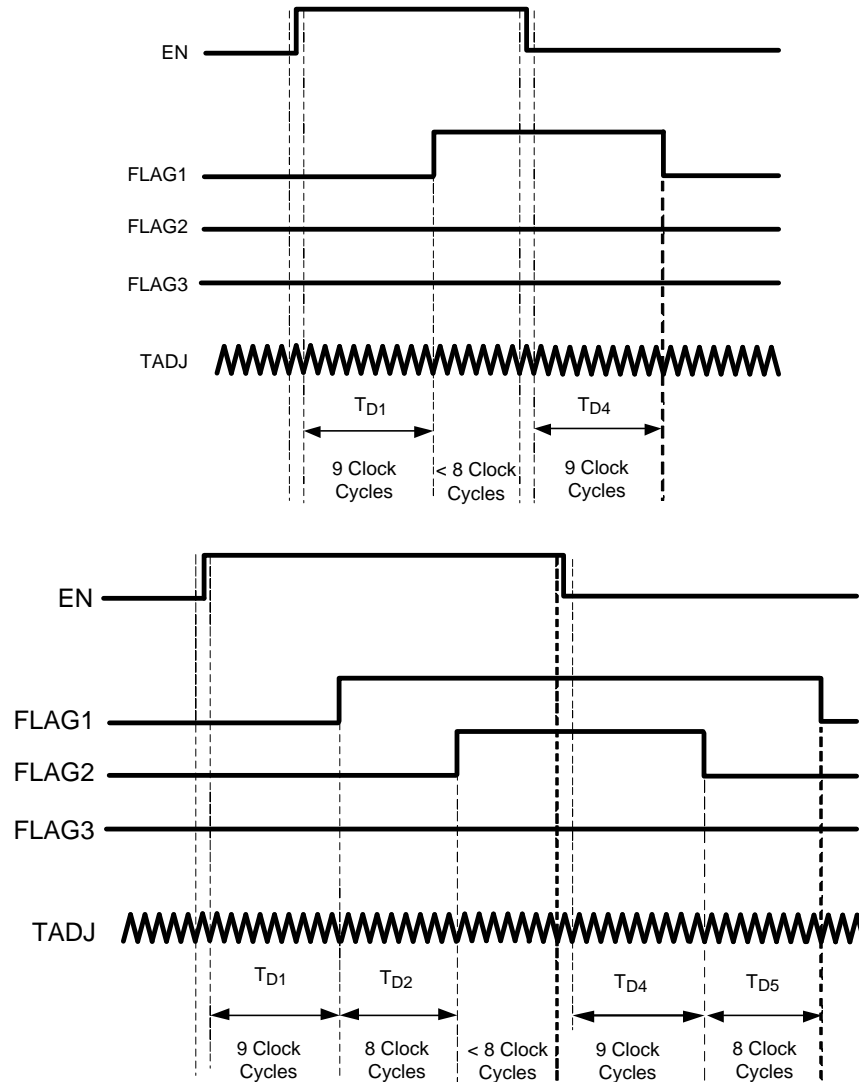 EN
FLAG1
FLAG2
FLAG3
TADJ
TD1
TD4
9 Clock
Cycles
< 8 Clock
Cycles
9 Clock
Cycles
EN
FLAG1
FLAG2
FLAG3
TADJ
TD1
TD2
TD4
TD5
9 Clock
Cycles
8 Clock
Cycles
< 8 Clock
Cycles
9 Clock
Cycles
8 Clock
Cycles